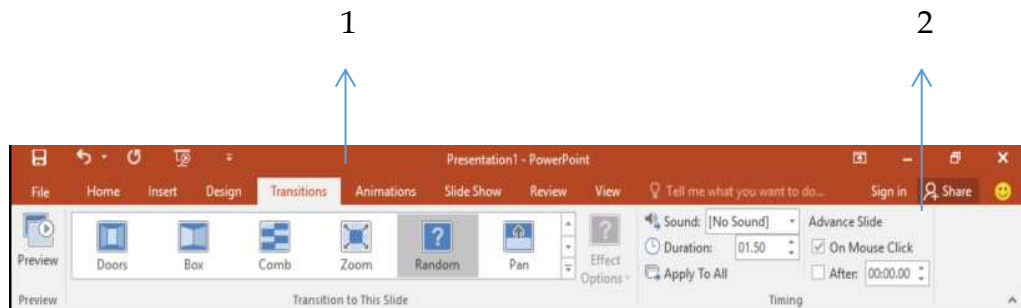 1 2
Presentation1 - PowerPoint
File Home Insert Design Transitions Animations Slide Show Review View Tell me what you want to do... Sign in Share
Sound: [No Sound] Advance Slide
Duration: 01.50 On Mouse Click
Apply To All After: 00:00.00
Preview Doors Box Comb Zoom Random Pan Effect Options
Preview Transition to This Slide Timing